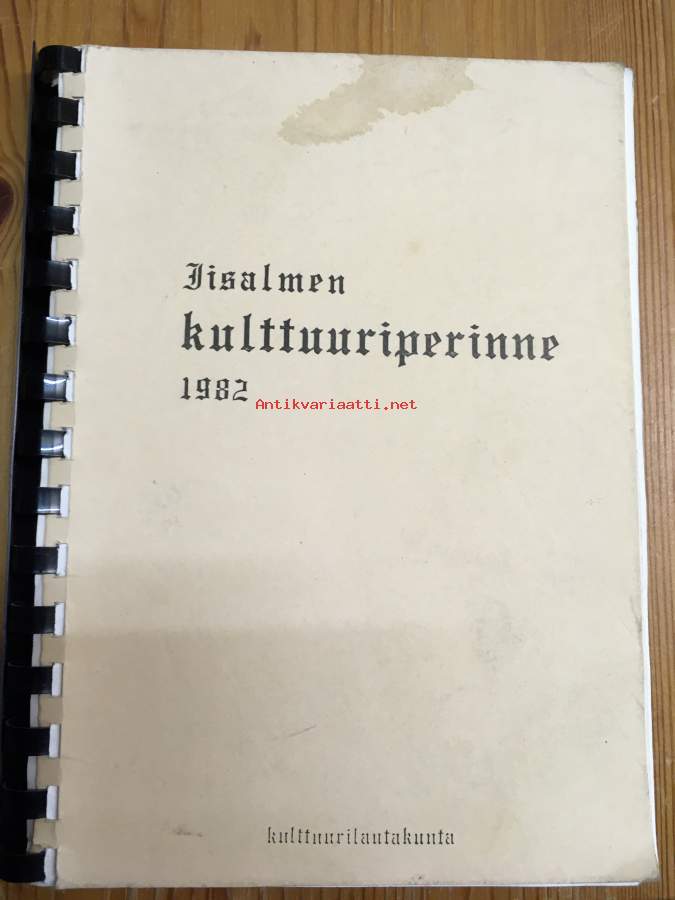 Iisalmen
kulttuuriperinne
1982
Antikvariaatti.net
kulttuurilautakunta